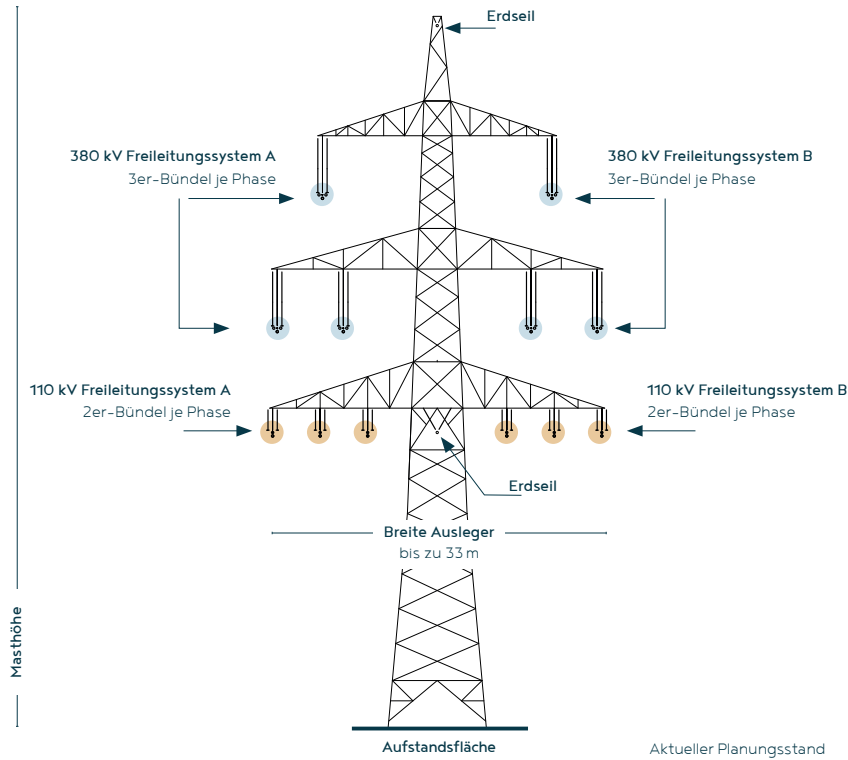 Erdseil
380 kV Freileitungssystem A
3er-Bündel je Phase
380 kV Freileitungssystem B
3er-Bündel je Phase
110 kV Freileitungssystem A
2er-Bündel je Phase
110 kV Freileitungssystem B
2er-Bündel je Phase
Erdseil
Breite Ausleger
bis zu 33 m
Masthöhe
Aufstandsfläche
Aktueller Planungsstand